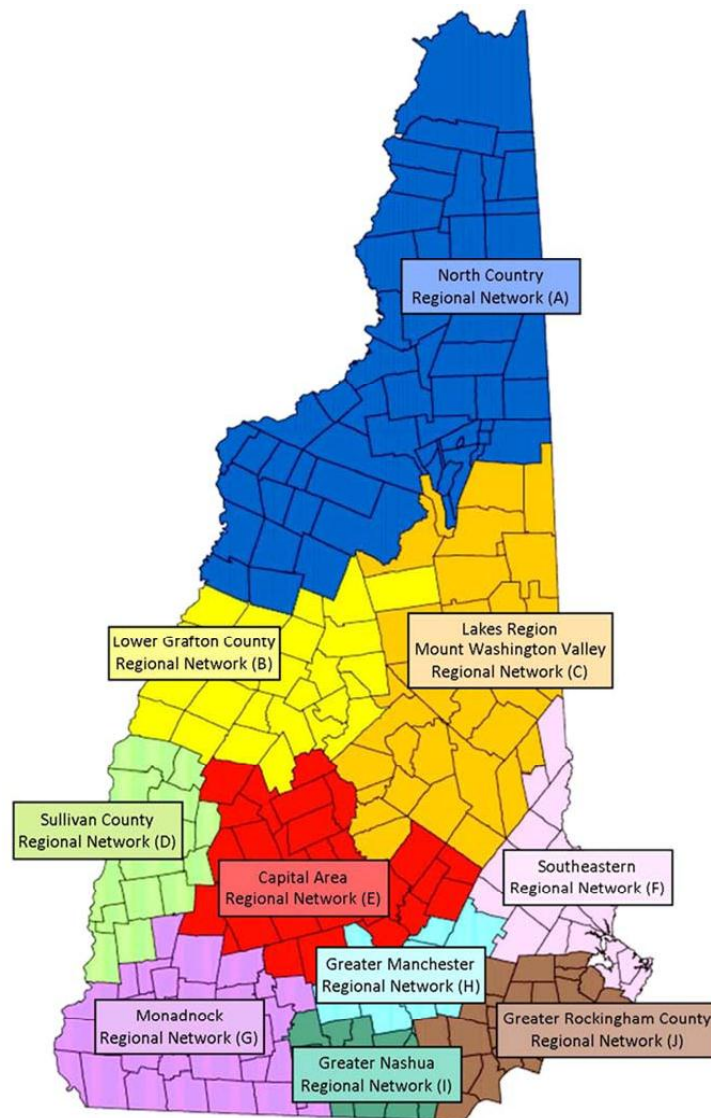 North Country
Regional Network (A)
Lower Grafton County
Regional Network (B)
Lakes Region
Mount Washington Valley
Regional Network (C)
Sullivan County
Regional Network (D)
Capital Area
Regional Network (E)
Southeastern
Regional Network (F)
Greater Manchester
Regional Network (H)
Monadnock
Regional Network (G)
Greater Rockingham County
Regional Network (J)
Greater Nashua
Regional Network (I)